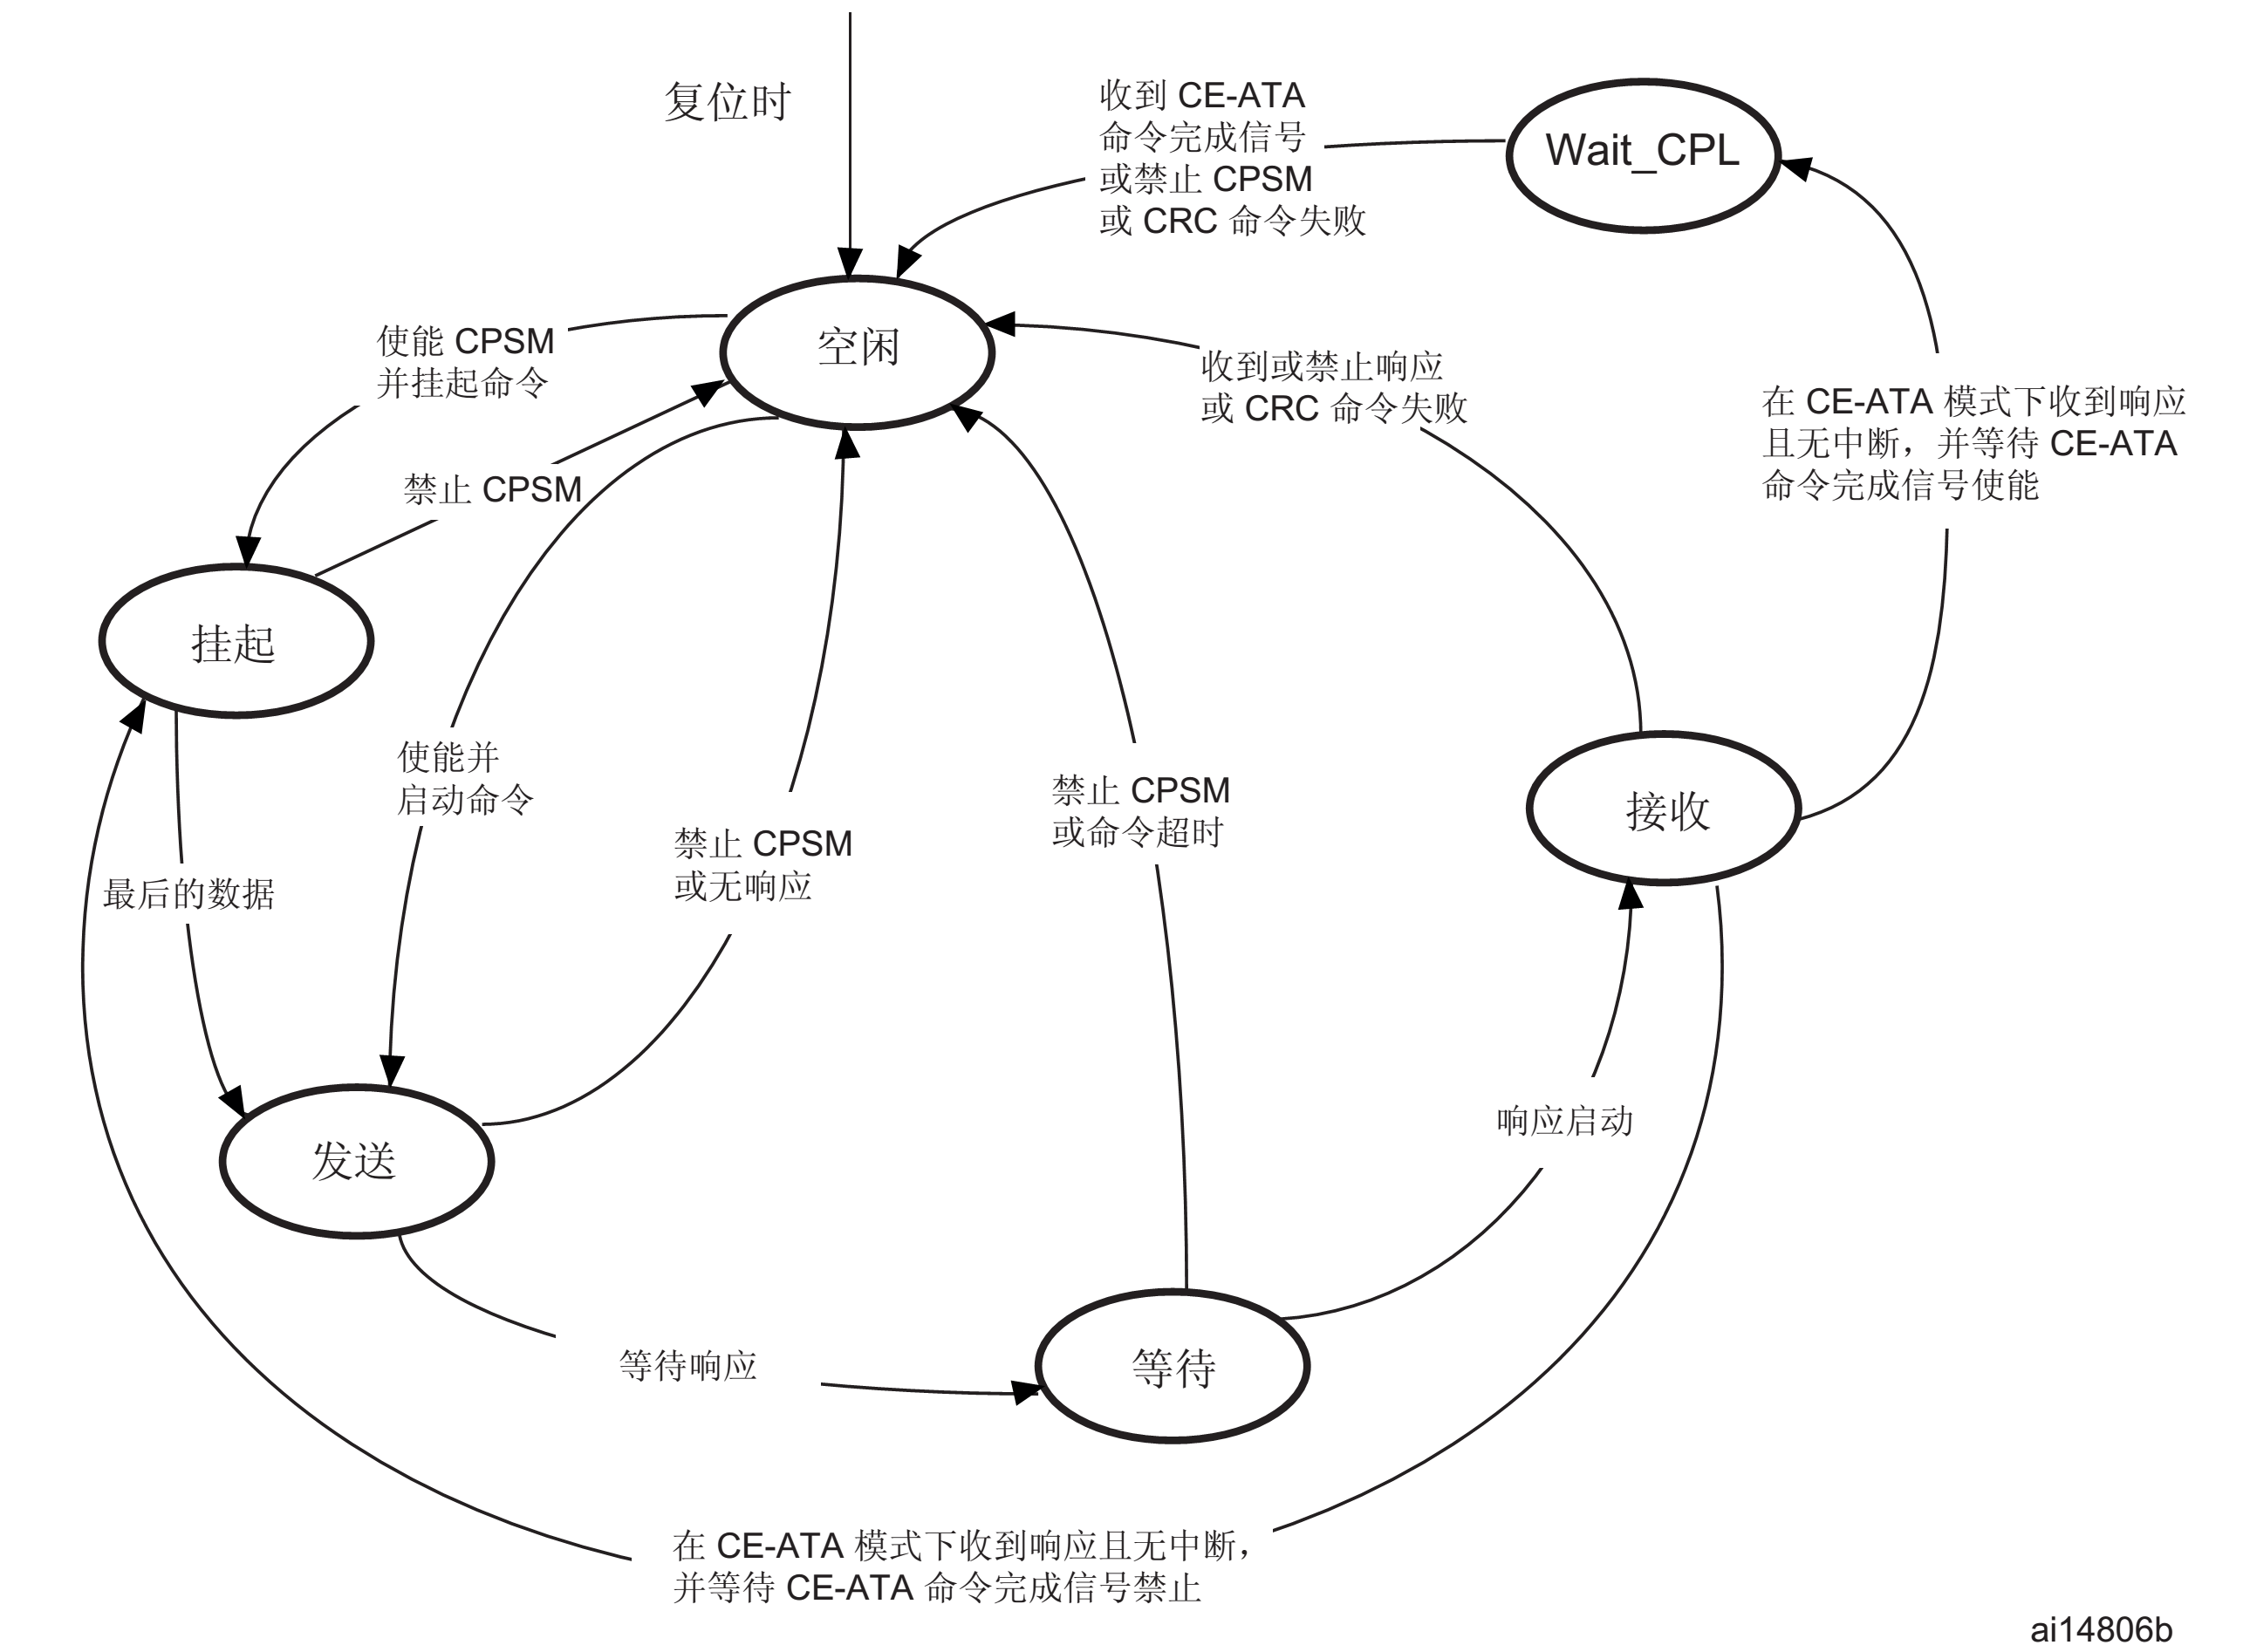 复位时
收到 CE-ATA
命令完成信号
或禁止 CPSM
或 CRC 命令失败
Wait_CPL
空闲
使能 CPSM
并挂起命令
收到或禁止响应
或 CRC 命令失败
在 CE-ATA 模式下收到响应
且无中断，并等待 CE-ATA
命令完成信号使能
禁止 CPSM
挂起
使能并
启动命令
禁止 CPSM
或命令超时
接收
禁止 CPSM
或无响应
最后的数据
响应启动
发送
等待响应
等待
在 CE-ATA 模式下收到响应且无中断，
并等待 CE-ATA 命令完成信号禁止
ai14806b